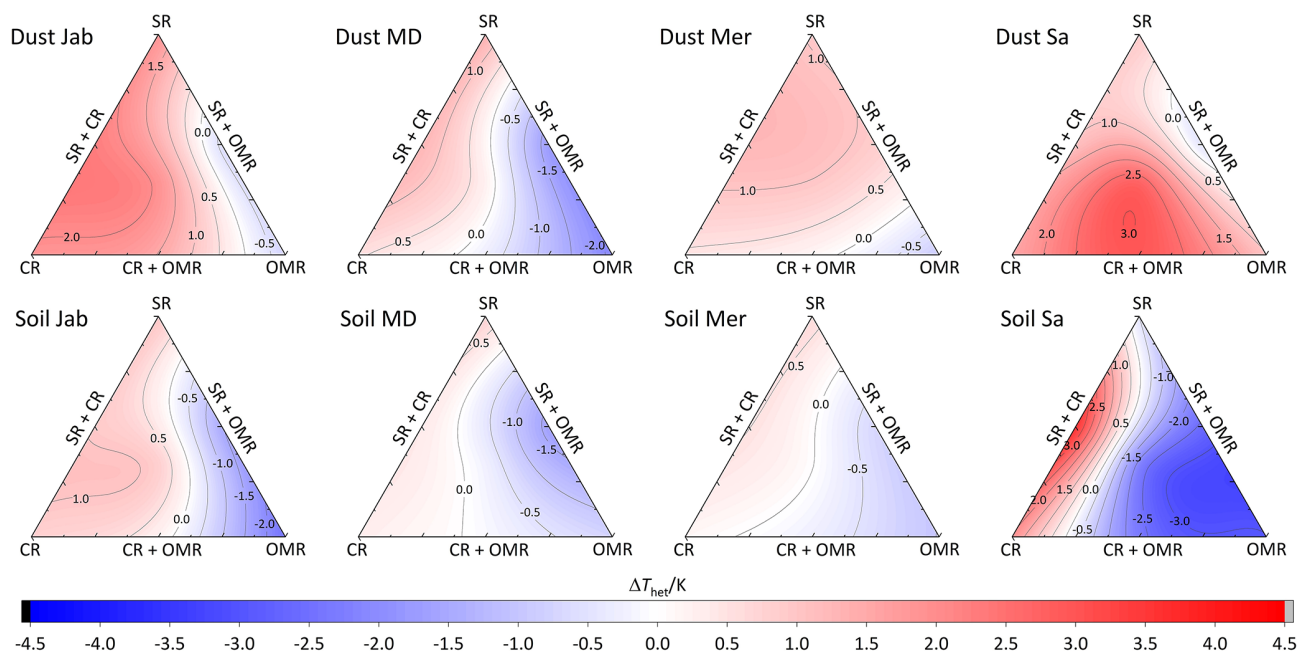 SR SR SR SR
Dust Jab Dust MD Dust Mer Dust Sa
1.5 1.0 1.0
SR + CR SR + OMR SR + CR SR + OMR SR + CR SR + OMR SR + CR SR + OMR
0.0 -0.5 0.0 1.0
-1.5 2.5
0.5 1.0 0.5 0.5
2.0 1.0 -0.5 0.5 0.0 -1.0 -2.0 0.0 -0.5 2.0 3.0 1.5
CR CR + OMR OMR CR CR + OMR OMR CR CR + OMR OMR CR CR + OMR OMR
SR SR SR SR
Soil Jab Soil MD Soil Mer Soil Sa
0.5 0.5 1.0 -1.0
SR + CR SR + OMR SR + CR SR + OMR SR + CR SR + OMR SR + CR SR + OMR
-0.5 0.0 2.5
0.5 -1.0 0.5 -2.0
-1.0 -1.5 -0.5 3.0 -1.5
1.0 -1.5 0.0 2.0 1.5 0.0
0.0 -2.0 -0.5 -0.5 -2.5 -3.0
CR CR + OMR OMR CR CR + OMR OMR CR CR + OMR OMR CR CR + OMR OMR
ΔThet/K
-4.5 -4.0 -3.5 -3.0 -2.5 -2.0 -1.5 -1.0 -0.5 0.0 0.5 1.0 1.5 2.0 2.5 3.0 3.5 4.0 4.5